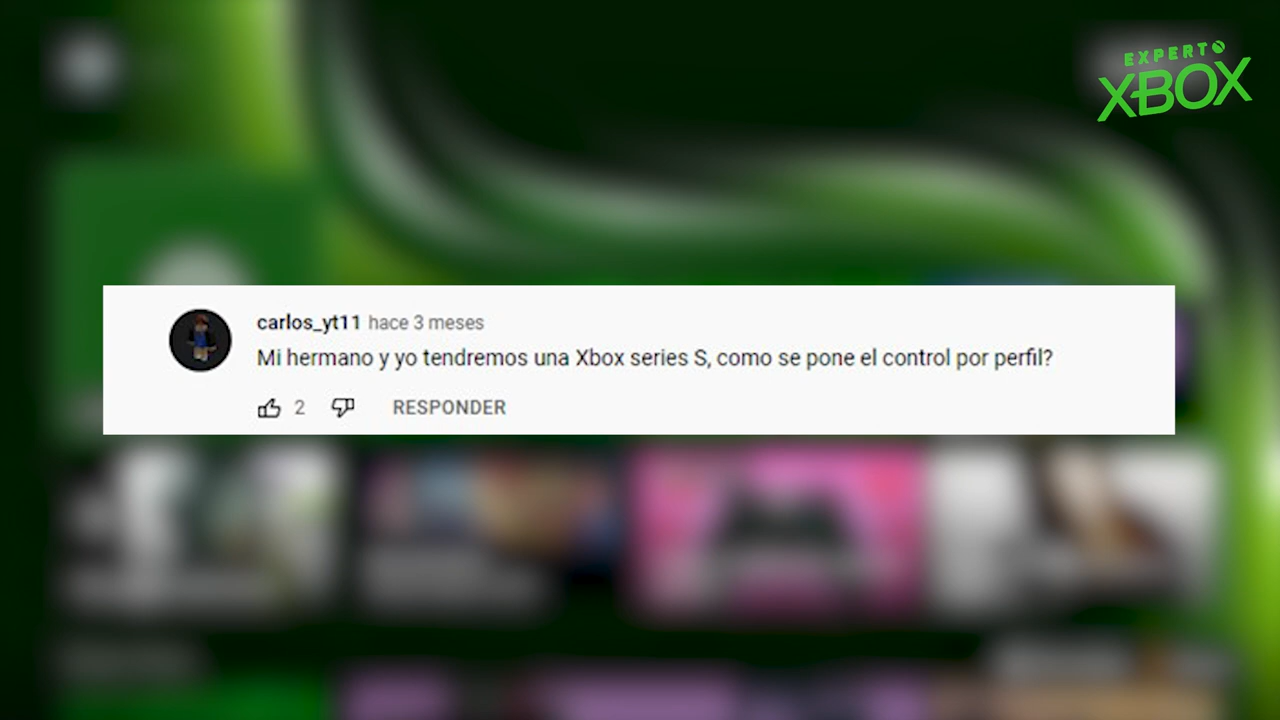 EXPERTO
XBOX
carlos_yt11 hace 3 meses
Mi hermano y yo tendremos una Xbox series S, como se pone el control por perfil?
2 RESPONDER